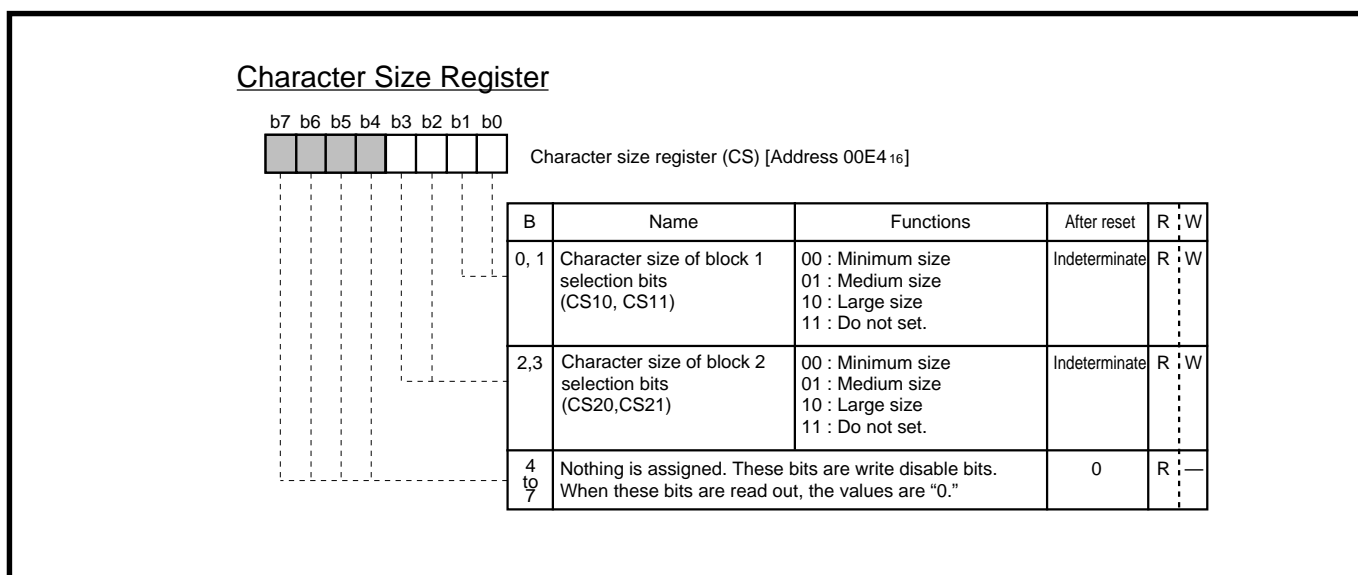 Character Size Register
b7 b6 b5 b4 b3 b2 b1 b0
Character size register (CS) [Address 00E4 16]
B Name Functions After reset R W
0, 1 Character size of block 1 00 : Minimum size Indeterminate R W
selection bits 01 : Medium size
(CS10, CS11) 10 : Large size
11 : Do not set.
2,3 Character size of block 2 00 : Minimum size Indeterminate R W
selection bits 01 : Medium size
(CS20,CS21) 10 : Large size
11 : Do not set.
4 to 7 Nothing is assigned. These bits are write disable bits. 0 R —
When these bits are read out, the values are “0.”